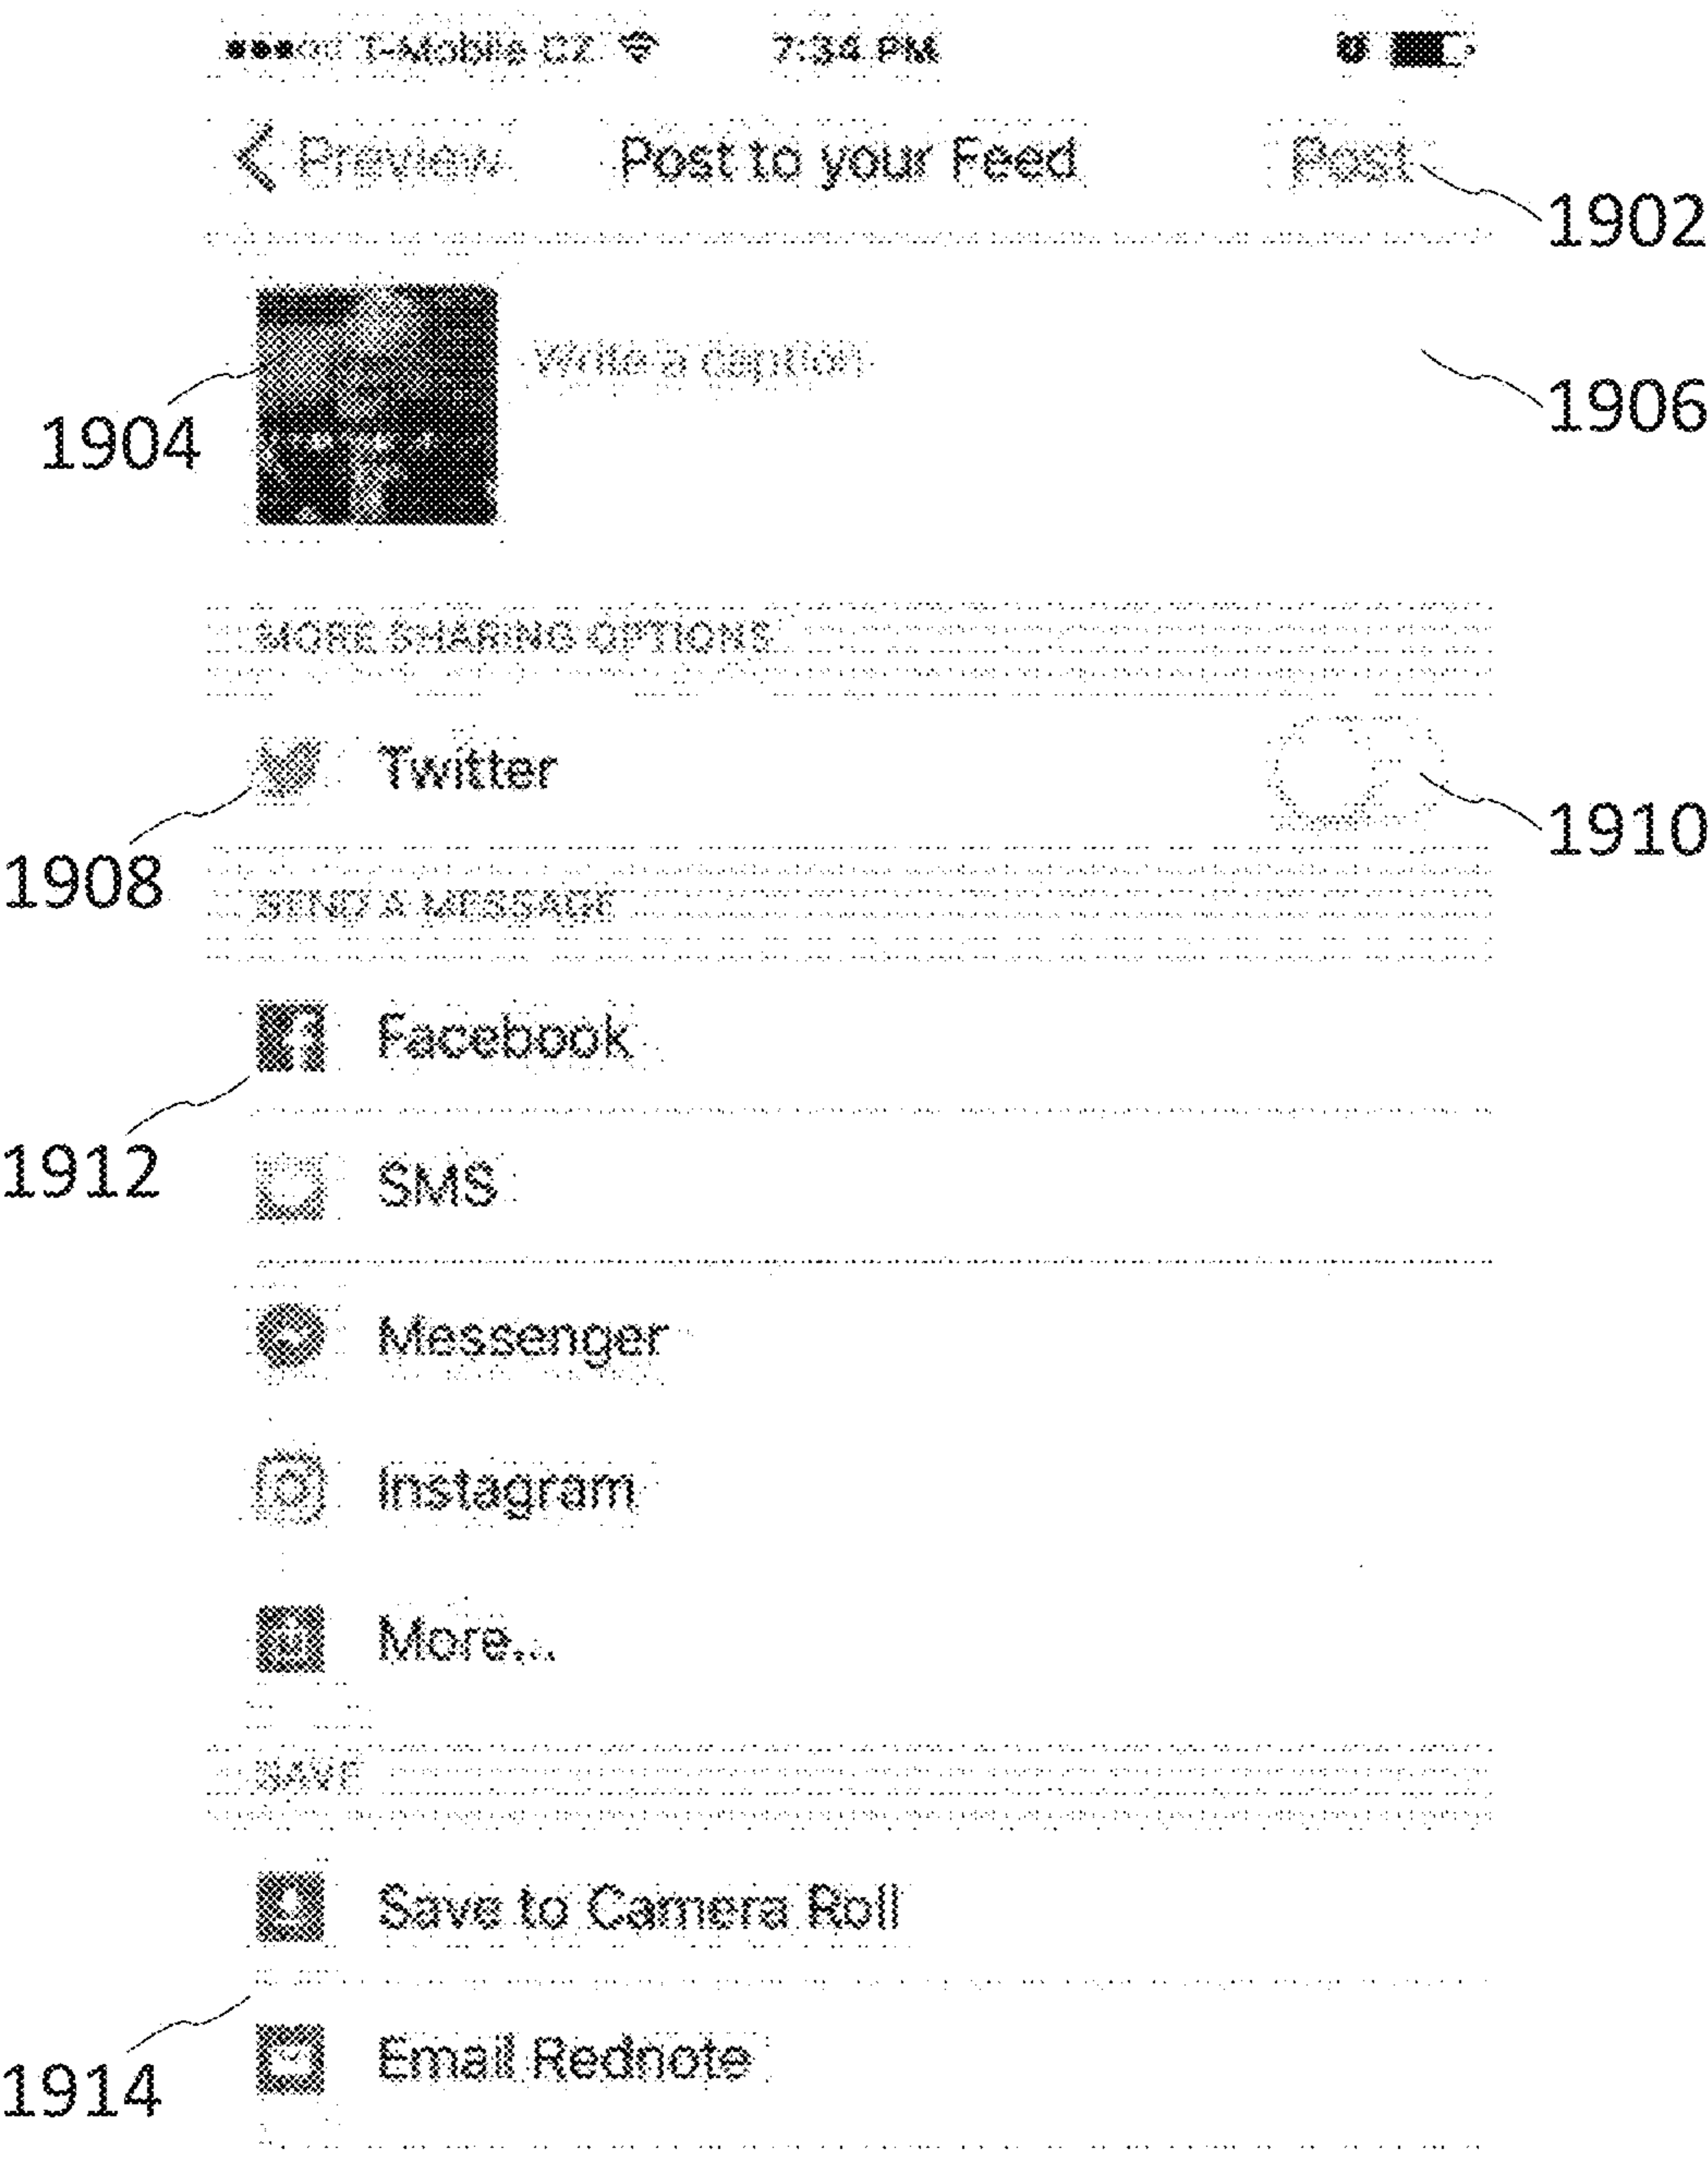 T-Mobile CZ 7:34 PM
Preview Post to your Feed Post
1902
Write a caption
1904
1906
MORE SHARING OPTIONS
Twitter
1908
1910
SEND A MESSAGE
Facebook
1912
SMS
Messenger
Instagram
More...
SAVE
Save to Camera Roll
1914
Email Rednote